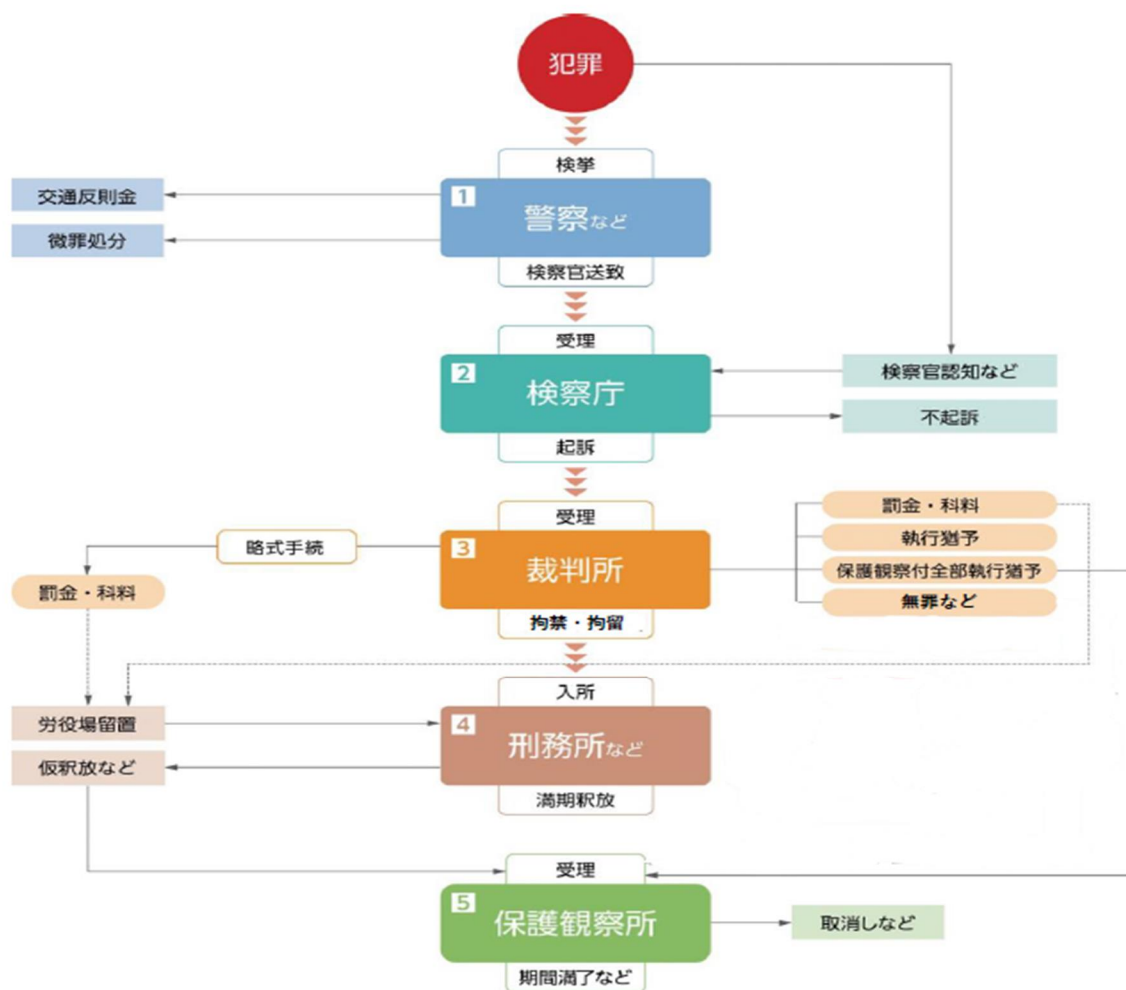 犯罪
検挙
1
警察など
検察官送致
交通反則金
微罪処分
受理
2
検察庁
起訴
検察官認知など
不起訴
受理
3
裁判所
拘禁・拘留
略式手続
罰金・科料
罰金・科料
執行猶予
保護観察付全部執行猶予
無罪など
入所
4
刑務所など
満期釈放
労役場留置
仮釈放など
受理
5
保護観察所
期間満了など
取消しなど